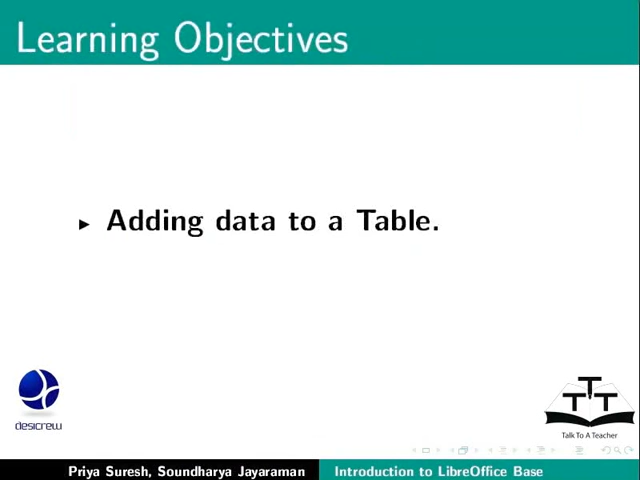 Learning Objectives
▶ Adding data to a Table.
desicrew
T T T
Talk To A Teacher
Priya Suresh, Soundharya Jayaraman Introduction to LibreOffice Base